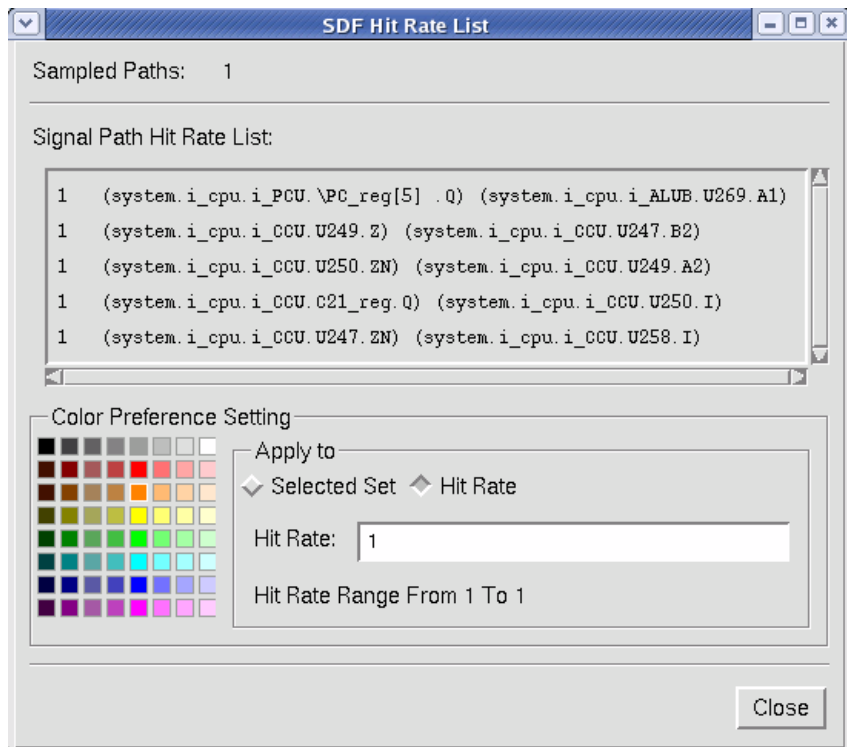 SDF Hit Rate List
Sampled Paths: 1
Signal Path Hit Rate List:
1 (system.i_cpu.i_PCU.\PC_reg[5] .Q) (system.i_cpu.i_ALUB.U269.A1)
1 (system.i_cpu.i_CCU.U249.Z) (system.i_cpu.i_CCU.U247.B2)
1 (system.i_cpu.i_CCU.U250.ZN) (system.i_cpu.i_CCU.U249.A2)
1 (system.i_cpu.i_CCU.C21_reg.Q) (system.i_cpu.i_CCU.U250.I)
1 (system.i_cpu.i_CCU.U247.ZN) (system.i_cpu.i_CCU.U258.I)
Color Preference Setting
Apply to
Selected Set Hit Rate
Hit Rate: 1
Hit Rate Range From 1 To 1
Close